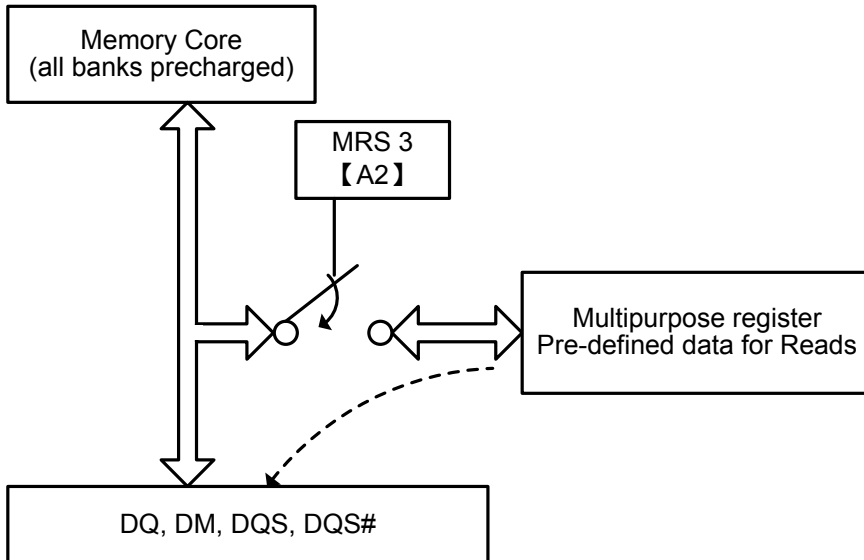 Memory Core
(all banks precharged)
MRS 3
【A2】
Multipurpose register
Pre-defined data for Reads
DQ, DM, DQS, DQS#